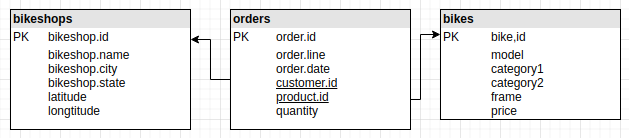 bikeshops
PK bikeshop.id
bikeshop.name
bikeshop.city
bikeshop.state
latitude
longtitude
orders
PK order.id
order.line
order.date
customer.id
product.id
quantity
bikes
PK bike,id
model
category1
category2
frame
price